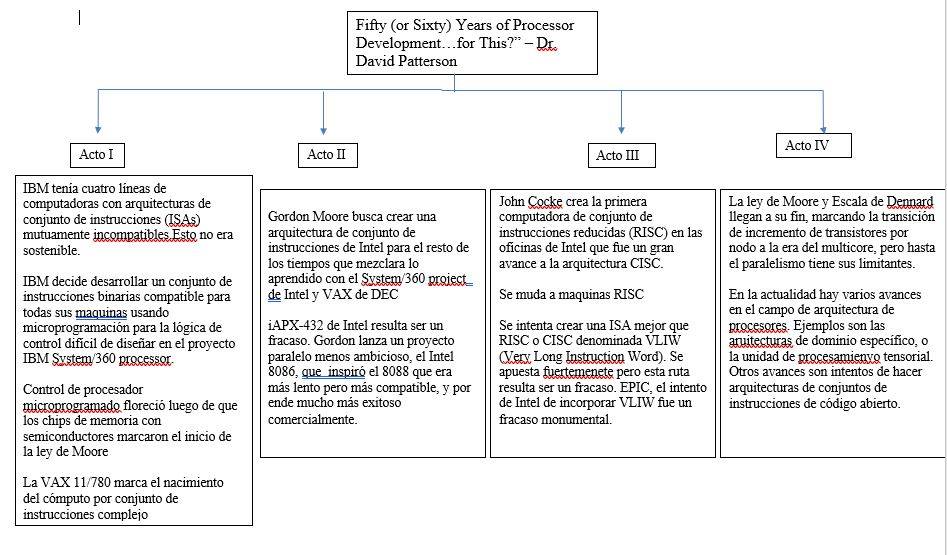 Fifty (or Sixty) Years of Processor
Development…for This?” – Dr.
David Patterson
Acto I
Acto II
Acto III
Acto IV
IBM tenía cuatro líneas de
computadoras con arquitecturas de
conjunto de instrucciones (ISAs)
mutuamente incompatibles.Esto no era
sostenible.
IBM decide desarrollar un conjunto de
instrucciones binarias compatible para
todas sus maquinas usando
microprogramación para la lógica de
control difícil de diseñar en el proyecto
IBM System/360 processor.
Control de procesador
microprogramado floreció luego de que
los chips de memoria con
semiconductores marcaron el inicio de
la ley de Moore
La VAX 11/780 marca el nacimiento
del cómputo por conjunto de
instrucciones complejo
Gordon Moore busca crear una
arquitectura de conjunto de
instrucciones de Intel para el resto de
los tiempos que mezclara lo
aprendido con el System/360 project
de Intel y VAX de DEC
iAPX-432 de Intel resulta ser un
fracaso. Gordon lanza un proyecto
paralelo menos ambicioso, el Intel
8086, que inspiró el 8088 que era
más lento pero más compatible, y por
ende mucho más exitoso
comercialmente.
John Cocke crea la primera
computadora de conjunto de
instrucciones reducidas (RISC) en las
oficinas de Intel que fue un gran
avance a la arquitectura CISC.
Se muda a maquinas RISC
Se intenta crear una ISA mejor que
RISC o CISC denominada VLIW
(Very Long Instruction Word). Se
apuesta fuertemenete pero esta ruta
resulta ser un fracaso. EPIC, el intento
de Intel de incorporar VLIW fue un
fracaso monumental.
La ley de Moore y Escala de Dennard
llegan a su fin, marcando la transición
de incremento de transistores por
nodo a la era del multicore, pero hasta
el paralelismo tiene sus limitantes.
En la actualidad hay varios avances
en el campo de arquitectura de
procesores. Ejemplos son las
aruitecturas de dominio específico, o
la unidad de procesamienvo tensorial.
Otros avances son intentos de hacer
arquitecturas de conjuntos de
instrucciones de código abierto.